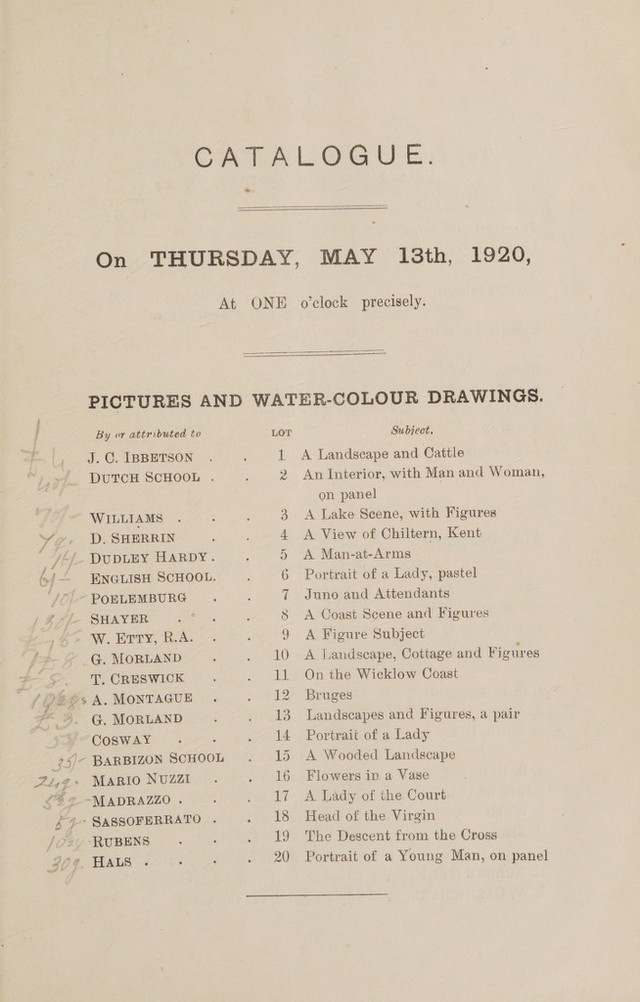 CATALOGUE.
On THURSDAY, MAY 13th, 1920,
At ONE o'clock precisely.
PICTURES AND WATER-COLOUR DRAWINGS.
By or attributed to LOT Subject.
J. C. IBBETSON . . 1 A Landscape and Cattle
DUTCH SCHOOL . . 2 An Interior, with Man and Woman,
on panel
WILLIAMS . . . 3 A Lake Scene, with Figures
D. SHERRIN . . 4 A View of Chiltern, Kent
DUDLEY HARDY . . 5 A Man-at-Arms
ENGLISH SCHOOL. . 6 Portrait of a Lady, pastel
POELEMBURG . . 7 Juno and Attendants
SHAYER . . . 8 A Coast Scene and Figures
W. ETTY, R.A. . . 9 A Figure Subject
G. MORLAND . . 10 A Landscape, Cottage and Figures
T. CRESWICK . . 11 On the Wicklow Coast
A. MONTAGUE . . 12 Bruges
G. MORLAND . . 13 Landscapes and Figures, a pair
COSWAY . . . 14 Portrait of a Lady
35/- BARBIZON SCHOOL . 15 A Wooded Landscape
MARIO NUZZI . . 16 Flowers in a Vase
MADRAZZO . . . 17 A Lady of the Court
SASSOFERRATO . . 18 Head of the Virgin
RUBENS . . . 19 The Descent from the Cross
HALS . . . . 20 Portrait of a Young Man, on panel